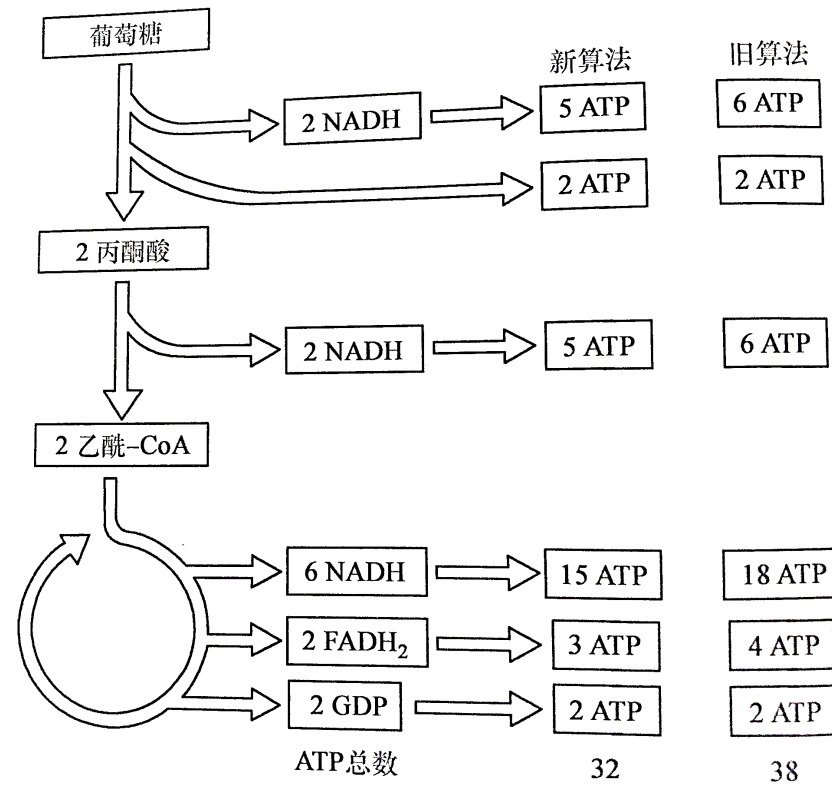 葡萄糖
新算法 旧算法
2 NADH 5 ATP 6 ATP
2 ATP 2 ATP
2 丙酮酸
2 NADH 5 ATP 6 ATP
2 乙酰-CoA
6 NADH 15 ATP 18 ATP
2 FADH₂ 3 ATP 4 ATP
2 GDP 2 ATP 2 ATP
ATP总数 32 38